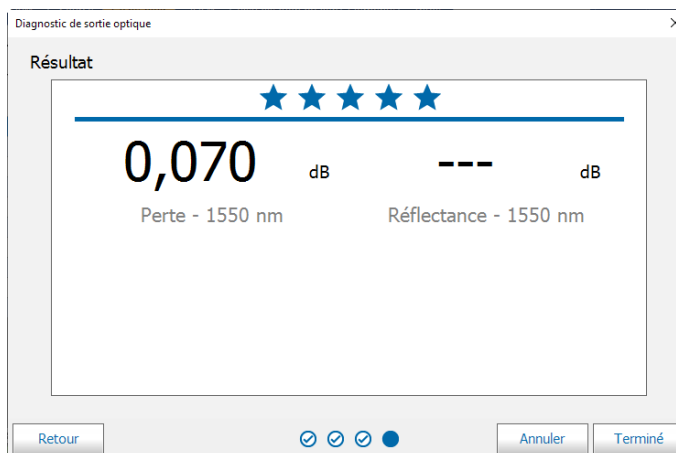 Diagnostic de sortie optique
Résultat
0,070 dB --- dB
Perte - 1550 nm Réflectance - 1550 nm
Retour Annuler Terminé